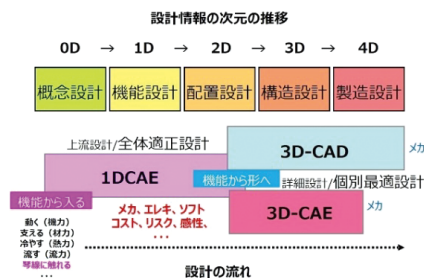 設計情報の次元の推移
0D → 1D → 2D → 3D → 4D
概念設計 機能設計 配置設計 構造設計 製造設計
上流設計/全体適正設計
3D-CAD メカ
1DCAE
機能から形へ 詳細設計/個別最適設計
機能から入る
メカ、エレキ、ソフト
コスト、リスク、感性、
・・・
3D-CAE メカ
動く（機力）
支える（材力）
冷やす（熱力）
流す（流力）
琴線に触れる
・・・
設計の流れ